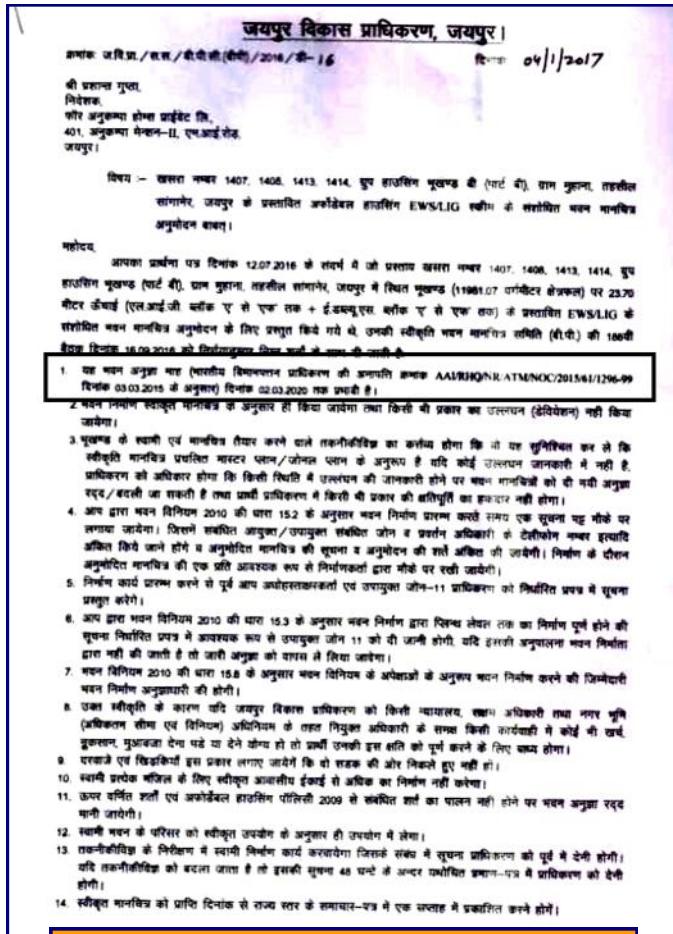 जयपुर विकास प्राधिकरण, जयपुर।
क्रमांक: ज.वि.प्रा./स.स./बी.पी.सी.(बीपी)/2016/डी-16 दिनांक 04/1/2017
श्री प्रशान्त गुप्ता,
निदेशक,
फॉर अनुकम्पा होम्स प्राईवेट लि.
401, अनुकम्पा मेन्शन-II, एम.आई.रोड़,
जयपुर।
विषय :- खसरा नम्बर 1407, 1408, 1413, 1414, ग्रुप हाउसिंग भूखण्ड बी (पार्ट बी), ग्राम मुहाना, तहसील
सांगानेर, जयपुर के प्रस्तावित अफोर्डेबल हाउसिंग EWS/LIG स्कीम के संशोधित भवन मानचित्र
अनुमोदन बाबत्।
महोदय,
आपका प्रार्थना पत्र दिनांक 12.07.2016 के संदर्भ में जो प्रस्ताव खसरा नम्बर 1407, 1408, 1413, 1414, ग्रुप
हाउसिंग भूखण्ड (पार्ट बी), ग्राम मुहाना, तहसील सांगानेर, जयपुर में स्थित भूखण्ड (11981.07 वर्गमीटर क्षेत्रफल) पर 23.70
मीटर ऊँचाई (एल.आई.जी. ब्लॉक 'ए' से 'एफ' तक + ई.डब्ल्यू.एस. ब्लॉक 'ए' से 'एफ' तक) के प्रस्तावित EWS/LIG के
संशोधित भवन मानचित्र अनुमोदन के लिए प्रस्तुत किये गये थे, उनकी स्वीकृति भवन मानचित्र समिति (बी.पी.) की 186वीं
बैठक दिनांक 16.09.2016 को निर्णयानुसार निम्न शर्तों के साथ दी जाती है:
1. यह भवन अनुज्ञा माह (भारतीय विमानपत्तन प्राधिकरण की अनापत्ति क्रमांक AAI/RHQ/NR/ATM/NOC/2015/61/1296-99
दिनांक 03.03.2015 के अनुसार) दिनांक 02.03.2020 तक प्रभावी है।
2. भवन निर्माण स्वीकृत मानचित्र के अनुसार ही किया जायेगा तथा किसी भी प्रकार का उल्लंघन (डेवियेशन) नही किया
जायेगा।
3. भूखण्ड के स्वामी एवं मानचित्र तैयार करने वाले तकनीकीविज्ञ का कर्त्तव्य होगा कि वो यह सुनिश्चित कर ले कि
स्वीकृति मानचित्र प्रचलित मास्टर प्लान/जोनल प्लान के अनुरूप है यदि कोई उल्लंघन जानकारी में नही है,
प्राधिकरण को अधिकार होगा कि किसी स्थिति में उल्लंघन की जानकारी होने पर भवन मानचित्रों को दी गयी अनुज्ञा
रद्द/बदली जा सकती है तथा प्रार्थी प्राधिकरण में किसी भी प्रकार का क्षतिपूर्ति का हकदार नही होगा।
4. आप द्वारा भवन विनियम 2010 की धारा 15.2 के अनुसार भवन निर्माण प्रारम्भ करते समय एक सूचना पट्ट मौके पर
लगाया जायेगा। जिसमें संबंधित आयुक्त/उपायुक्त संबंधित जोन व प्रवर्तन अधिकारी के टेलीफोन नम्बर इत्यादि
अंकित किये जाने होंगे व अनुमोदित मानचित्र की सूचना व अनुमोदन की शर्ते अंकित की जायेगी। निर्माण के दौरान
अनुमोदित मानचित्र की एक प्रति आवश्यक रूप से निर्माणकर्ता द्वारा मौके पर रखी जायेगी।
5. निर्माण कार्य प्रारम्भ करने से पूर्व आप अधोहस्ताक्षरकर्ता एवं उपायुक्त जोन-11 प्राधिकरण को निर्धारित प्रपत्र में सूचना
प्रस्तुत करेगे।
6. आप द्वारा भवन विनियम 2010 की धारा 15.3 के अनुसार भवन निर्माण द्वारा प्लिन्थ लेवल तक का निर्माण पूर्ण होने की
सूचना निर्धारित प्रपत्र में आवश्यक रूप से उपायुक्त जोन 11 को दी जानी होगी, यदि इसकी अनुपालना भवन निर्माता
द्वारा नही की जाती है तो जारी अनुज्ञा को वापस ले लिया जावेगा।
7. भवन विनियम 2010 की धारा 15.8 के अनुसार भवन विनियम के अपेक्षाओं के अनुरूप भवन निर्माण करने की जिम्मेदारी
भवन निर्माण अनुज्ञाधारी की होगी।
8. उक्त स्वीकृति के कारण यदि जयपुर विकास प्राधिकरण को किसी न्यायालय, सक्षम अधिकारी तथा नगर भूमि
(अधिकतम सीमा एवं विनियम) अधिनियम के तहत नियुक्त अधिकारी के समक्ष किसी कार्यवाही में कोई भी खर्च,
नुकसान, मुआवजा देना पडे या देने योग्य हो तो प्रार्थी उनकी इस क्षति को पूर्ण करने के लिए बाध्य होगा।
9. दरवाजे एवं खिड़कियाँ इस प्रकार लगाए जायेगें कि वो सडक की ओर निकले हुए नही हो।
10. स्वामी प्रत्येक मंजिल के लिए स्वीकृत आवासीय ईकाई से अधिक का निर्माण नही करेगा।
11. ऊपर वर्णित शर्तों एवं अफोर्डेबल हाउसिंग पॉलिसी 2009 से संबंधित शर्त का पालन नही होने पर भवन अनुज्ञा रद्द
मानी जायेगी।
12. स्वामी भवन के परिसर को स्वीकृत उपयोग के अनुसार ही उपयोग में लेगा।
13. तकनीकीविज्ञ के निरीक्षण में स्वामी निर्माण कार्य करवायेगा जिसके संबंध में सूचना प्राधिकरण को पूर्व में देनी होगी।
यदि तकनीकीविज्ञ को बदला जाता है तो इसकी सूचना 48 घन्टे के अन्दर यथोचित प्रमाण-पत्र में प्राधिकरण को देनी
होगी।
14. स्वीकृत मानचित्र को प्राप्ति दिनांक से राज्य स्तर के समाचार-पत्र में एक सप्ताह में प्रकाशित करने होगें।